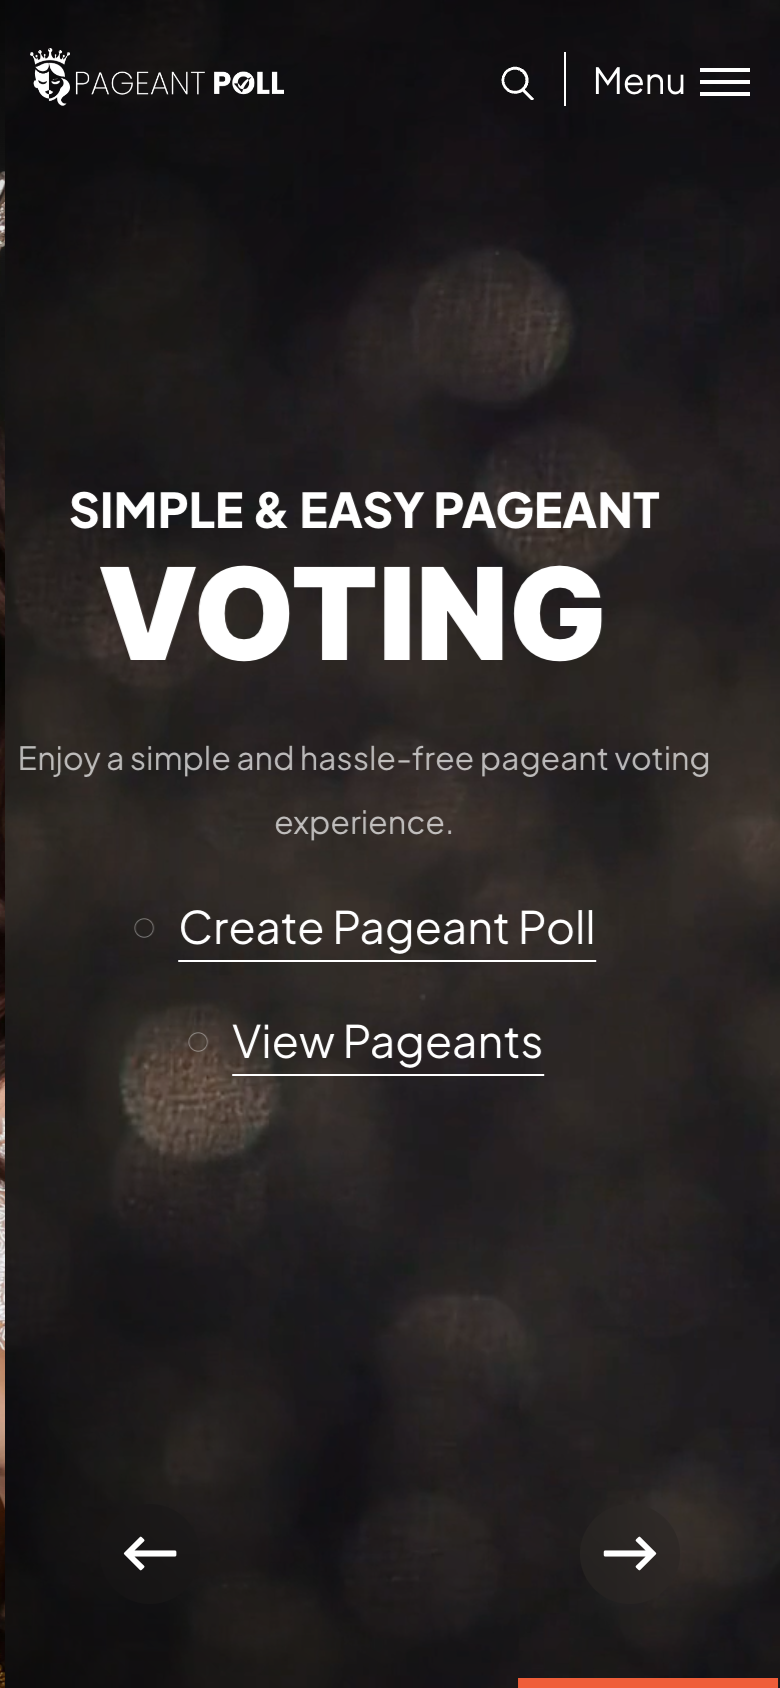 PAGEANT POLL
Menu
SIMPLE & EASY PAGEANT
VOTING
Enjoy a simple and hassle-free pageant voting
experience.
Create Pageant Poll
View Pageants